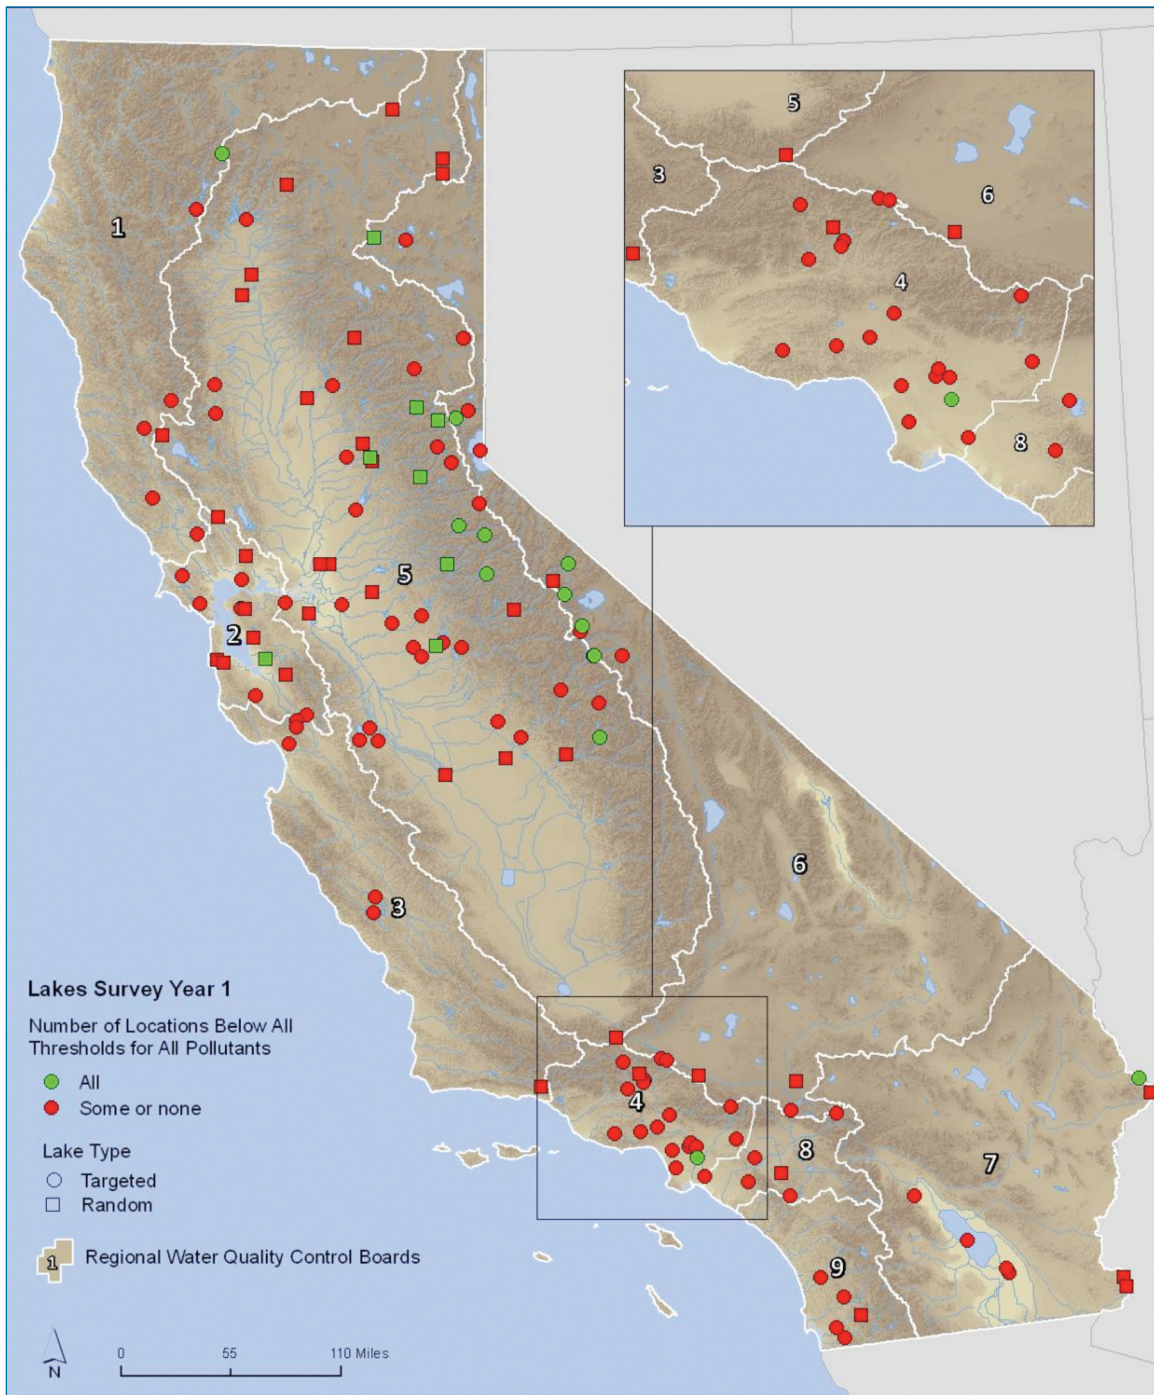 5
3
6
4
8
1
5
2
6
3
4
8
7
9
Lakes Survey Year 1
Number of Locations Below All
Thresholds for All Pollutants
All
Some or none
Lake Type
Targeted
Random
1
Regional Water Quality Control Boards
N
0 55 110 Miles